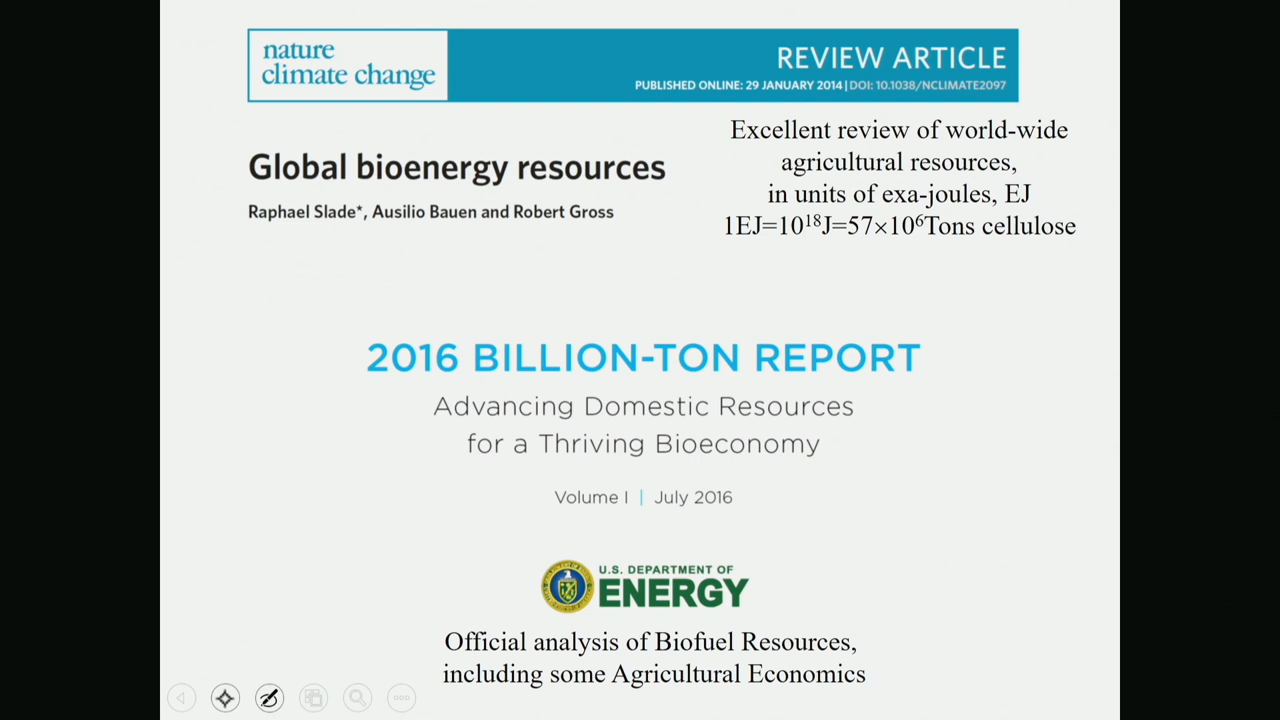 nature
climate change
REVIEW ARTICLE
PUBLISHED ONLINE: 29 JANUARY 2014 | DOI: 10.1038/NCLIMATE2097
Global bioenergy resources
Raphael Slade*, Ausilio Bauen and Robert Gross
Excellent review of world-wide
agricultural resources,
in units of exa-joules, EJ
1EJ=10¹⁸J=57×10⁶Tons cellulose
2016 BILLION-TON REPORT
Advancing Domestic Resources
for a Thriving Bioeconomy
Volume I | July 2016
U.S. DEPARTMENT OF
ENERGY
Official analysis of Biofuel Resources,
including some Agricultural Economics